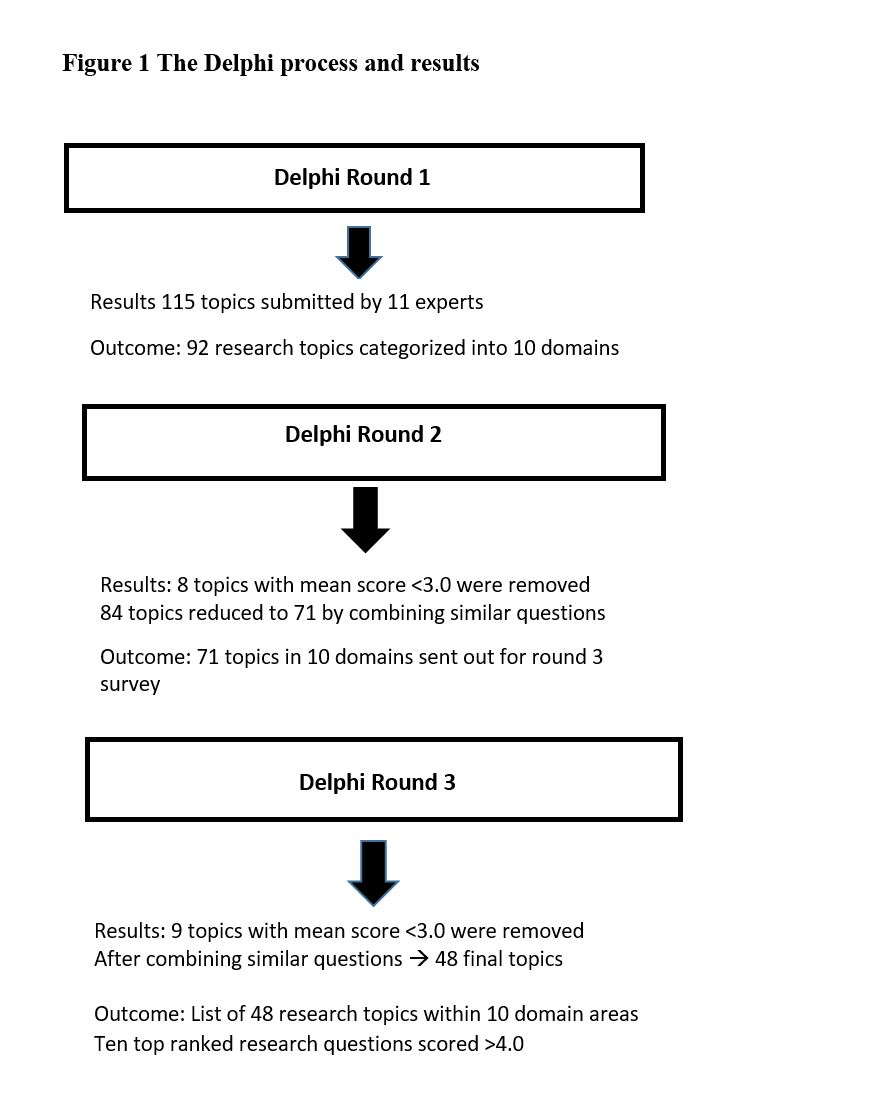 Figure 1 The Delphi process and results
Delphi Round 1
Results 115 topics submitted by 11 experts
Outcome: 92 research topics categorized into 10 domains
Delphi Round 2
Results: 8 topics with mean score <3.0 were removed
84 topics reduced to 71 by combining similar questions
Outcome: 71 topics in 10 domains sent out for round 3
survey
Delphi Round 3
Results: 9 topics with mean score <3.0 were removed
After combining similar questions → 48 final topics
Outcome: List of 48 research topics within 10 domain areas
Ten top ranked research questions scored >4.0